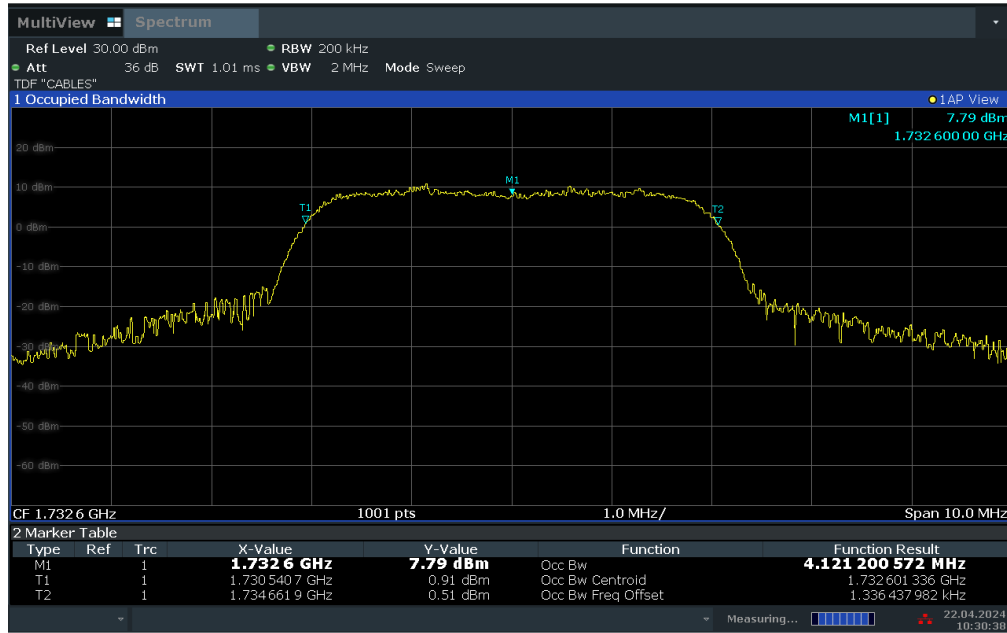 MultiView Spectrum
Ref Level 30.00 dBm RBW 200 kHz
Att 36 dB SWT 1.01 ms VBW 2 MHz Mode Sweep
TDF "CABLES"
1 Occupied Bandwidth 1AP View
M1[1] 7.79 dBm
1.732 600 00 GHz
20 dBm
M1
10 dBm
T1 T2
0 dBm
-10 dBm
-20 dBm
-30 dBm
-40 dBm
-50 dBm
-60 dBm
CF 1.732 6 GHz 1001 pts 1.0 MHz/ Span 10.0 MHz
2 Marker Table
Type Ref Trc X-Value Y-Value Function Function Result
M1 1 1.732 6 GHz 7.79 dBm Occ Bw 4.121 200 572 MHz
T1 1 1.730 540 7 GHz 0.91 dBm Occ Bw Centroid 1.732 601 336 GHz
T2 1 1.734 661 9 GHz 0.51 dBm Occ Bw Freq Offset 1.336 437 982 kHz
Measuring... 22.04.2024
10:30:38